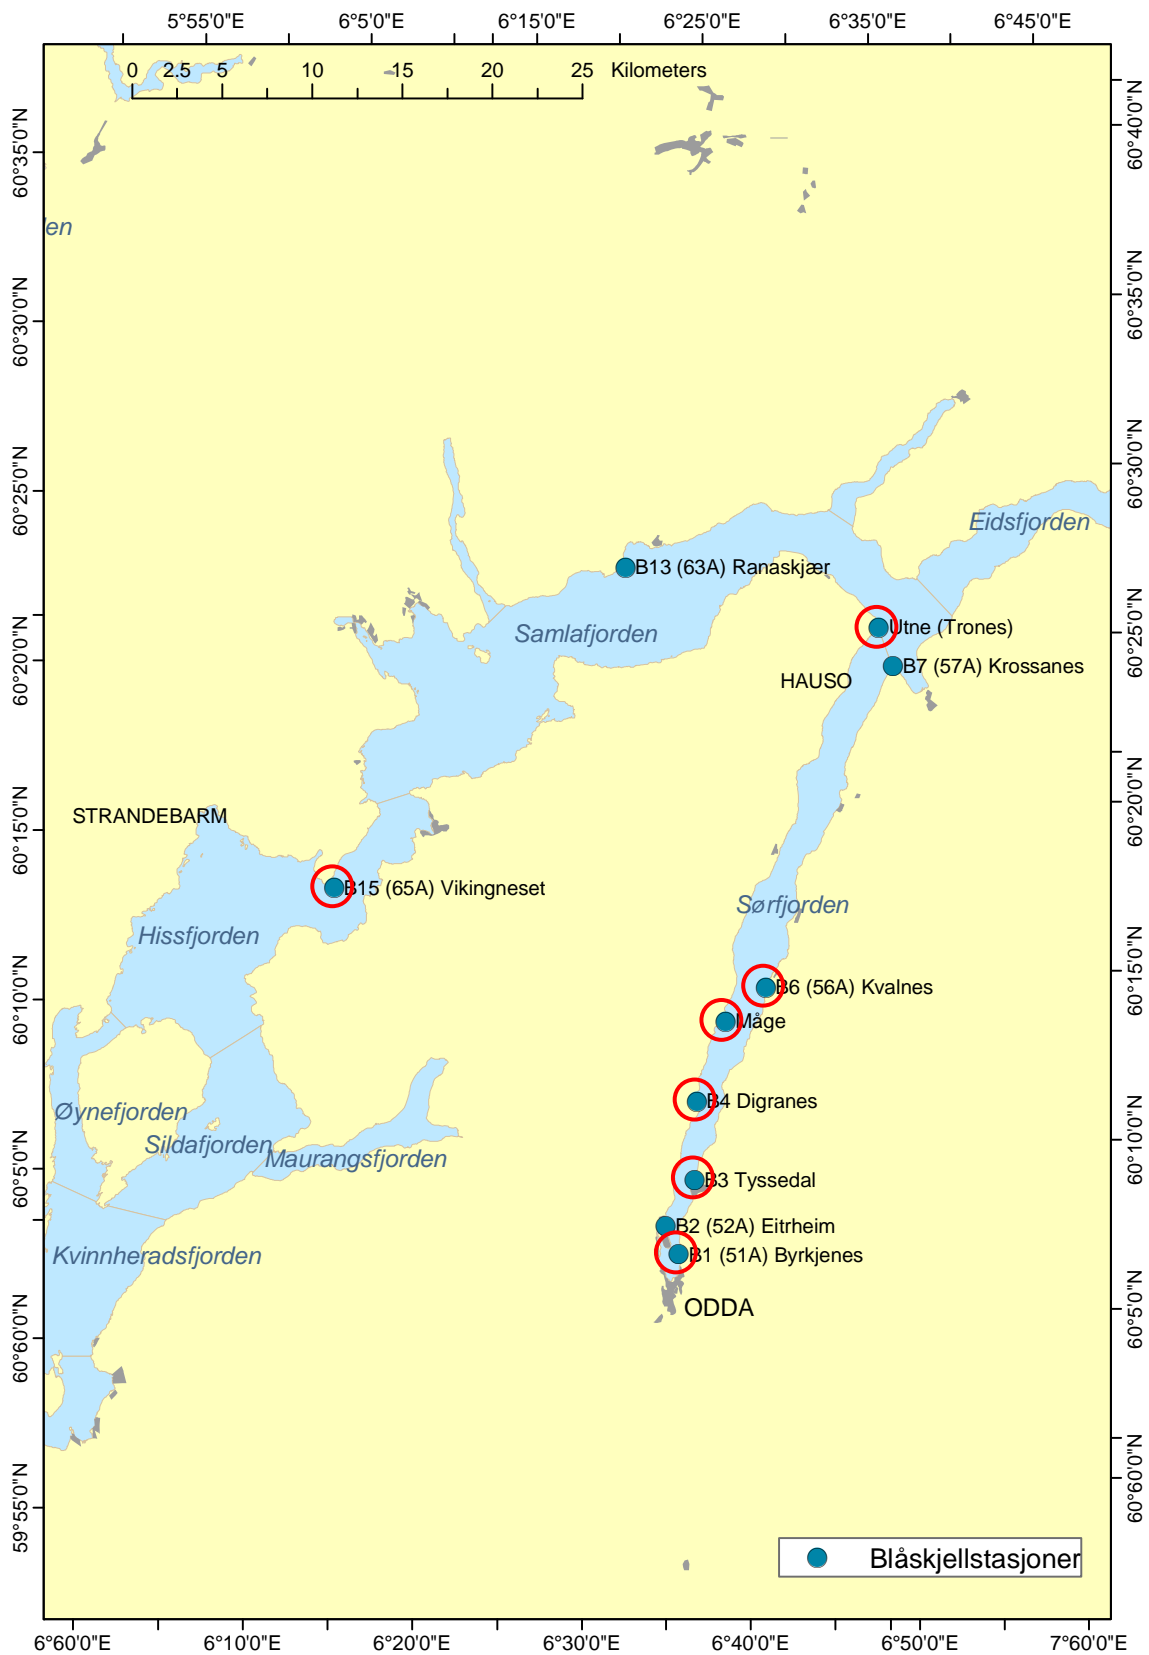 5°55'0"E 6°5'0"E 6°15'0"E 6°25'0"E 6°35'0"E 6°45'0"E
0 2.5 5 10 15 20 25 Kilometers
60°35'0"N
60°30'0"N
60°25'0"N
60°20'0"N
60°15'0"N
60°10'0"N
60°5'0"N
60°60'0"N
59°55'0"N
60°40'0"N
60°35'0"N
60°30'0"N
60°25'0"N
60°20'0"N
60°15'0"N
60°10'0"N
60°5'0"N
60°60'0"N
len
Eidsfjorden
B13 (63A) Ranaskjær
Utne (Trones)
Samlafjorden
B7 (57A) Krossanes
HAUSO
STRANDEBARM
B15 (65A) Vikingneset
Sørfjorden
Hissfjorden
B6 (56A) Kvalnes
Måge
B4 Digranes
Øynefjorden
Sildafjorden
Maurangsfjorden
B3 Tyssedal
B2 (52A) Eitrheim
Kvinnheradsfjorden
B1 (51A) Byrkjenes
ODDA
Blåskjellstasjoner
6°60'0"E 6°10'0"E 6°20'0"E 6°30'0"E 6°40'0"E 6°50'0"E 7°60'0"E